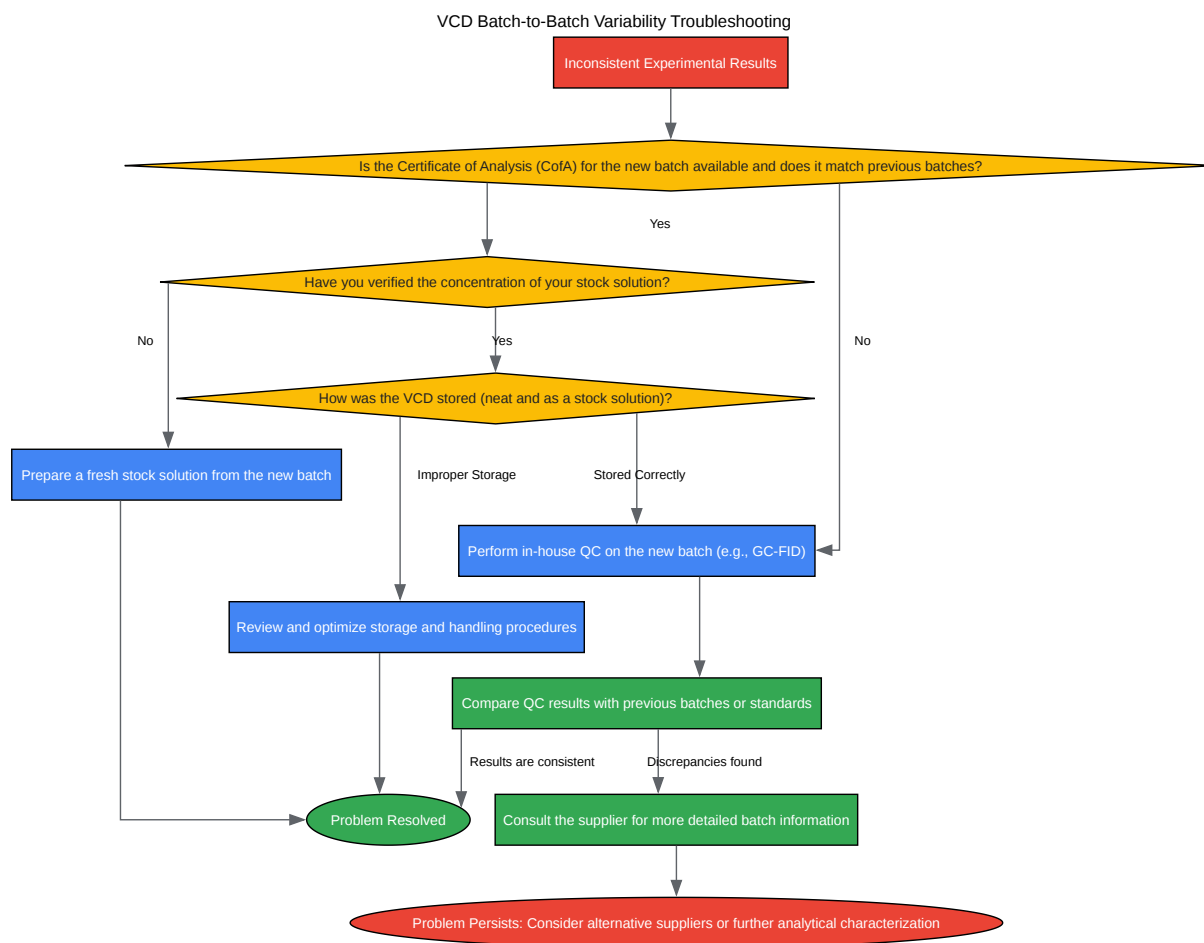 VCD Batch-to-Batch Variability Troubleshooting
Inconsistent Experimental Results
Is the Certificate of Analysis (CofA) for the new batch available and does it match previous batches?
Yes
Have you verified the concentration of your stock solution?
No
Yes
No
How was the VCD stored (neat and as a stock solution)?
Prepare a fresh stock solution from the new batch
Improper Storage
Stored Correctly
Perform in-house QC on the new batch (e.g., GC-FID)
Review and optimize storage and handling procedures
Compare QC results with previous batches or standards
Results are consistent
Discrepancies found
Problem Resolved
Consult the supplier for more detailed batch information
Problem Persists: Consider alternative suppliers or further analytical characterization